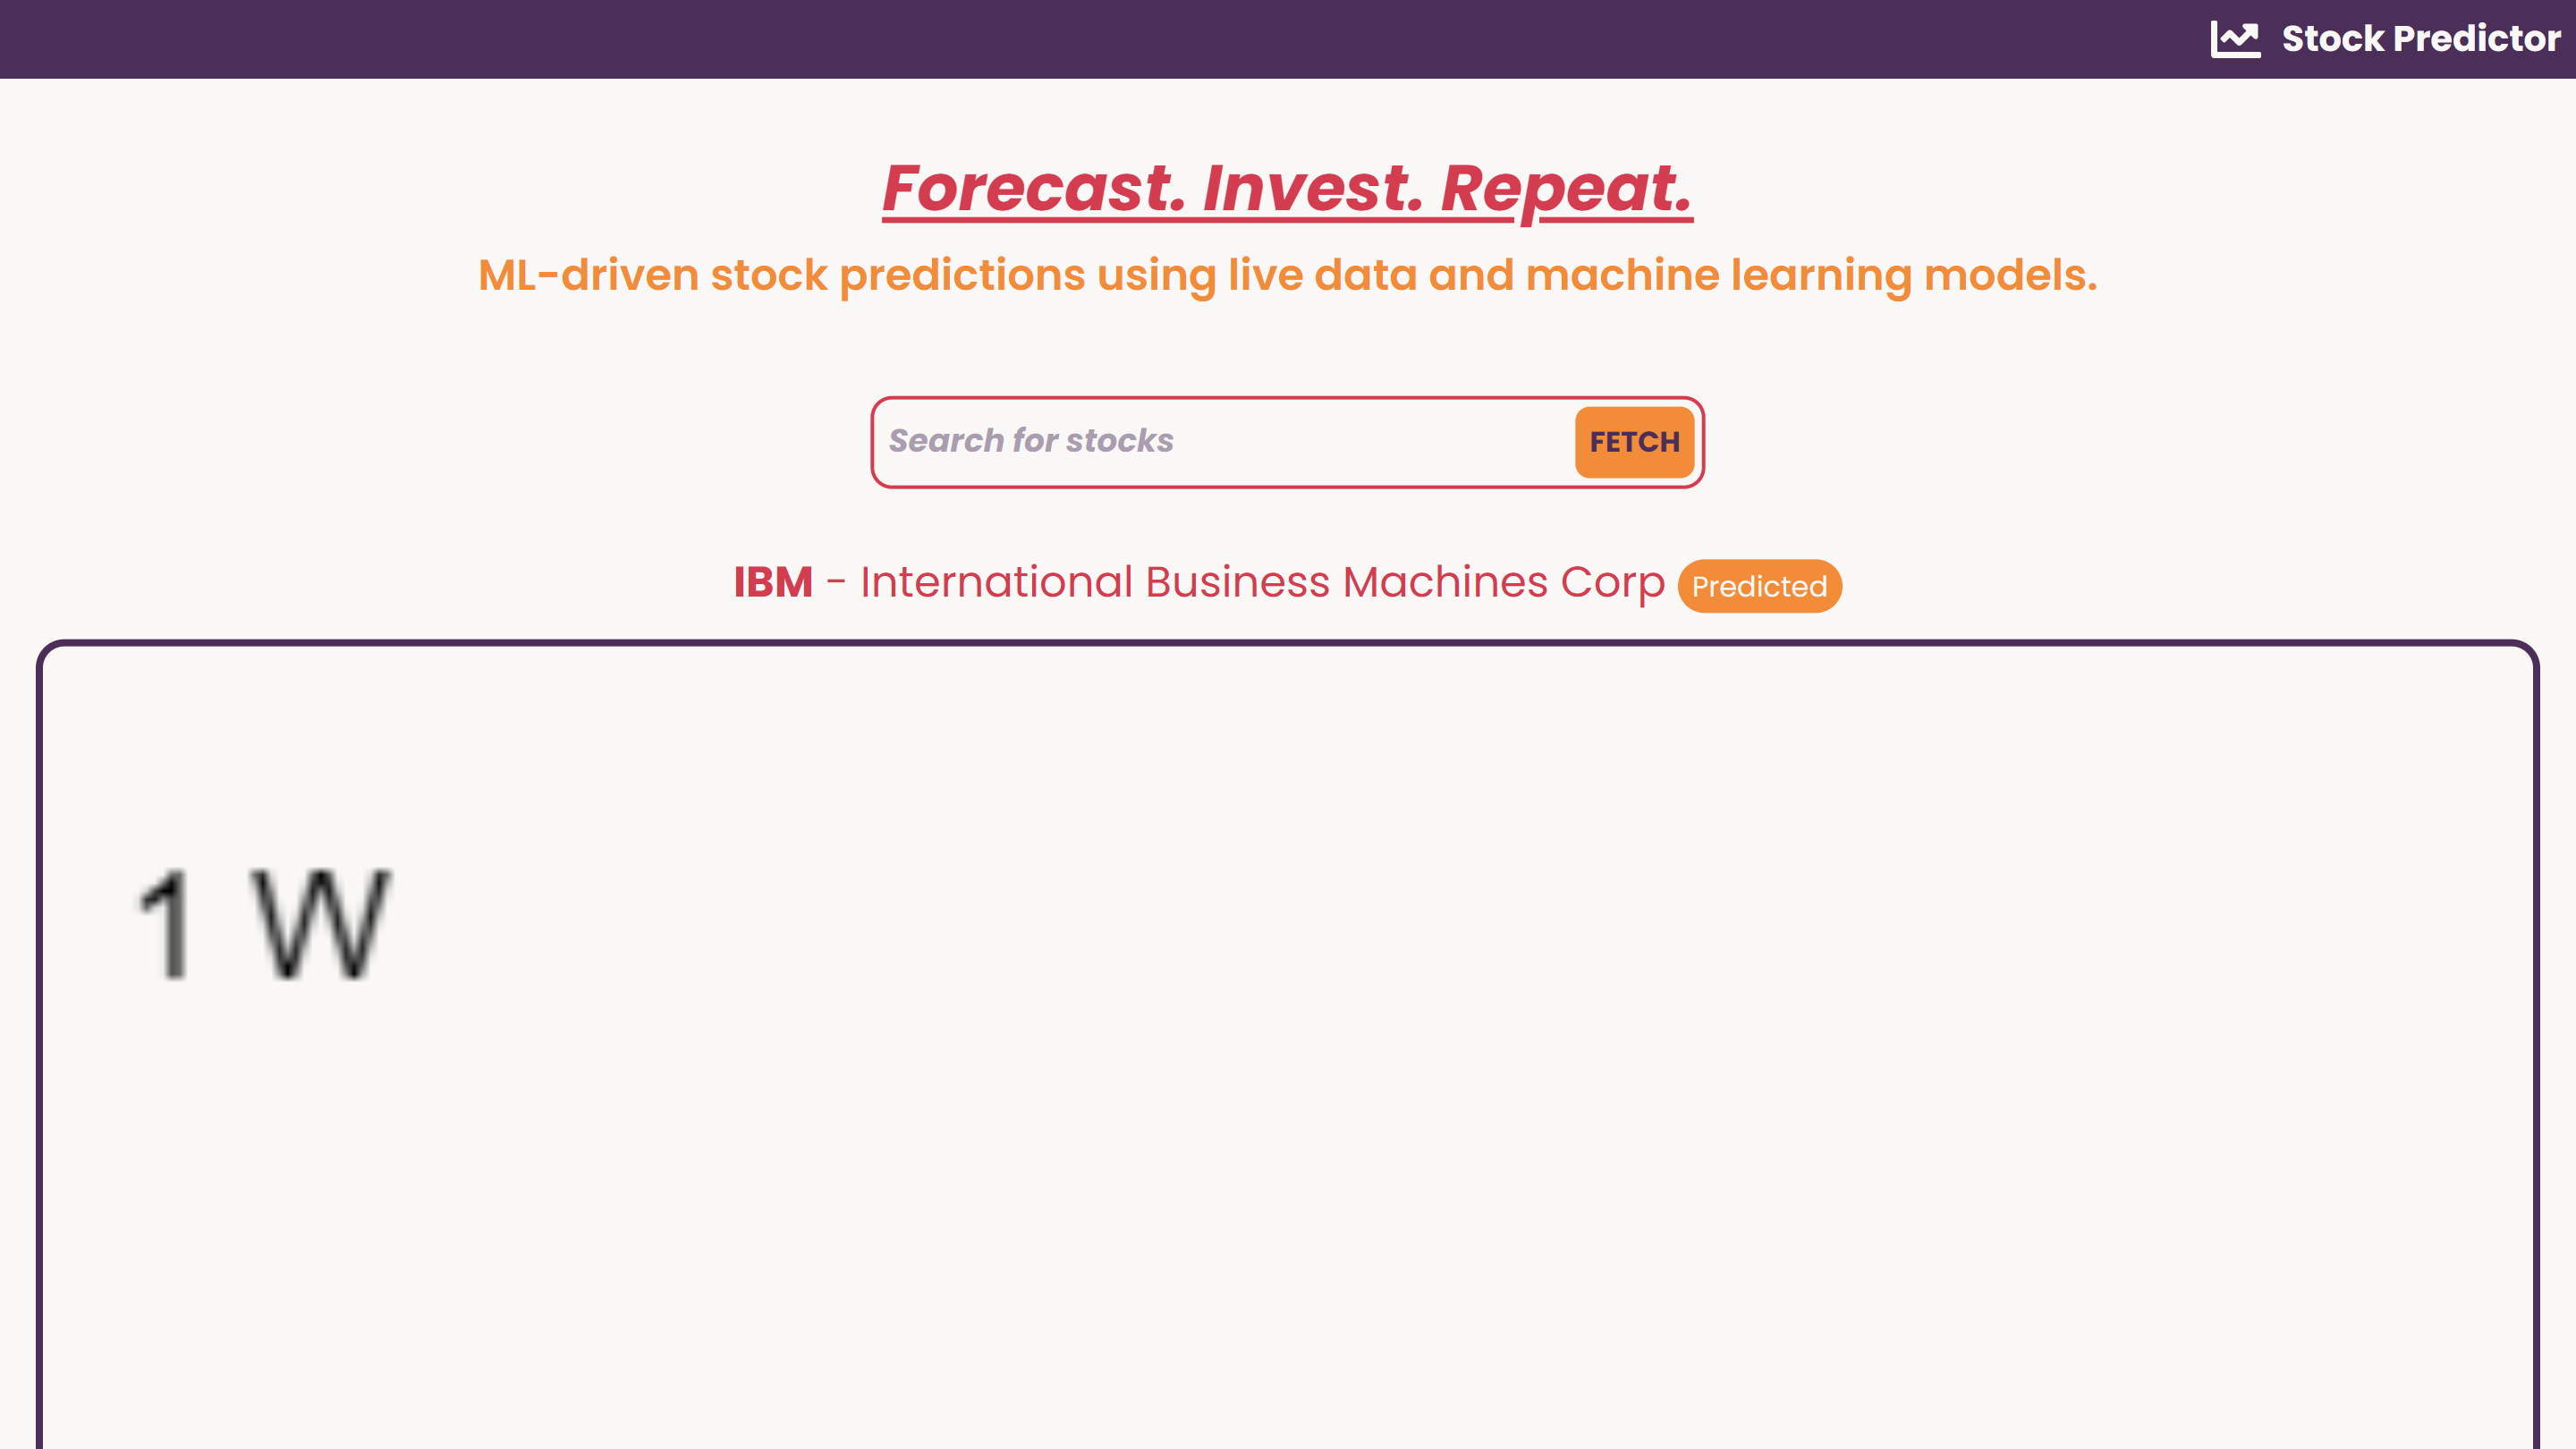 Stock Predictor
Forecast. Invest. Repeat.
ML-driven stock predictions using live data and machine learning models.
Search for stocks
FETCH
IBM - International Business Machines Corp Predicted
1 W